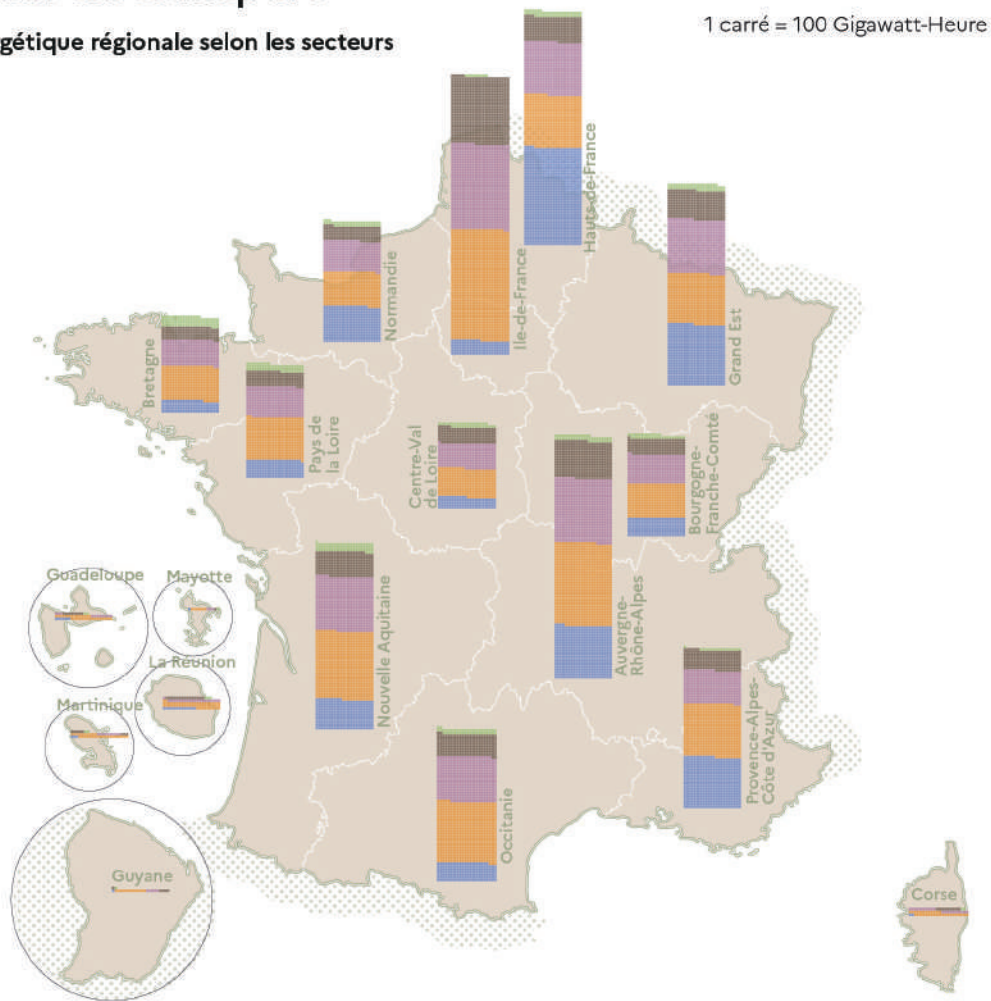 1 carré = 100 Gigawatt-Heure
gétique régionale selon les secteurs
Hauts-de-France
Ile-de-France
Normandie
Grand Est
Bretagne
Pays de
la Loire
Centre-Val
de Loire
Bourgogne-
Franche-Comté
Auvergne-
Rhône-Alpes
Nouvelle Aquitaine
Guadeloupe
Mayotte
La Réunion
Martinique
Provence-Alpes-
Côte d'Azur
Occitanie
Guyane
Corse